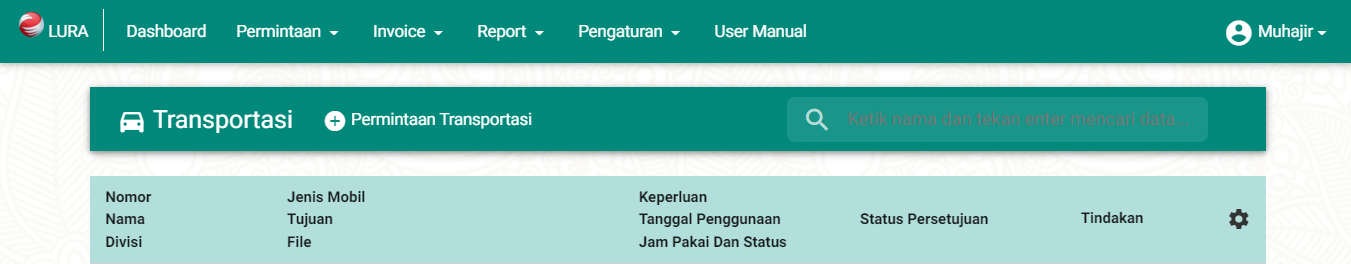 LURA Dashboard Permintaan Invoice Report Pengaturan User Manual Muhajir
Transportasi Permintaan Transportasi Ketik nama dan tekan enter mencari data...
Nomor Jenis Mobil Keperluan
Nama Tujuan Tanggal Penggunaan Status Persetujuan Tindakan
Divisi File Jam Pakai Dan Status